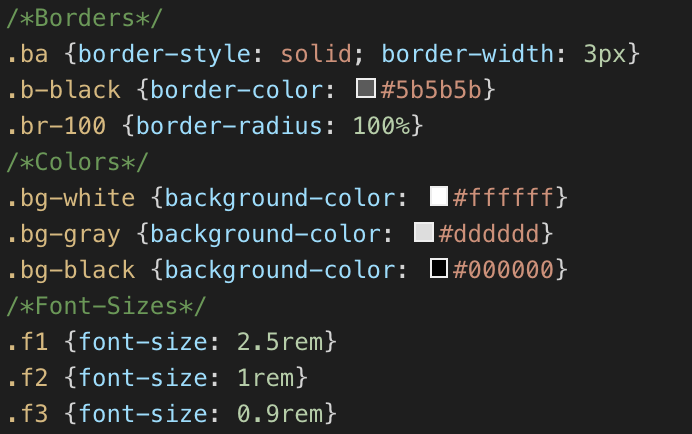 /*Borders*/
.ba {border-style: solid; border-width: 3px}
.b-black {border-color: #5b5b5b}
.br-100 {border-radius: 100%}
/*Colors*/
.bg-white {background-color: #ffffff}
.bg-gray {background-color: #dddddd}
.bg-black {background-color: #000000}
/*Font-Sizes*/
.f1 {font-size: 2.5rem}
.f2 {font-size: 1rem}
.f3 {font-size: 0.9rem}